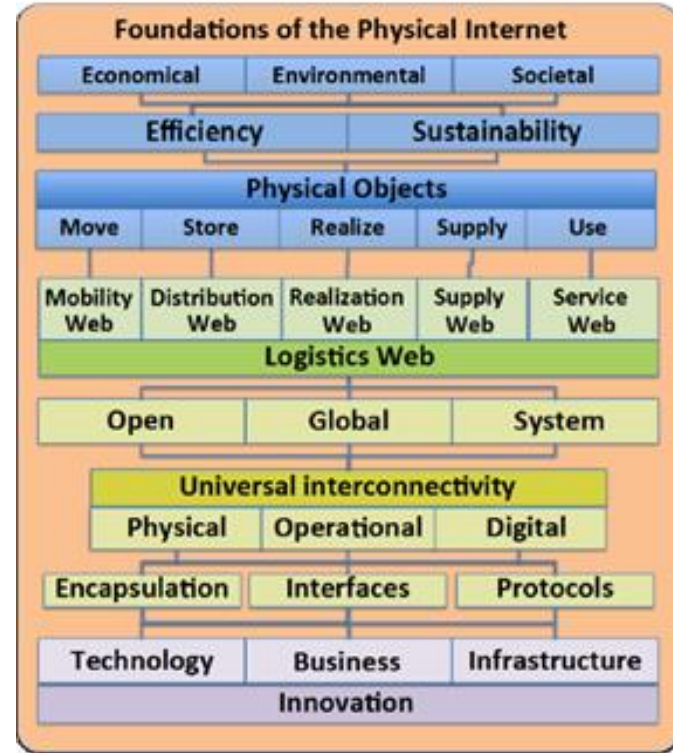 Foundations of the Physical Internet
Economical Environmental Societal
Efficiency Sustainability
Physical Objects
Move Store Realize Supply Use
Mobility Distribution Realization Supply Service
Web Web Web Web Web
Logistics Web
Open Global System
Universal interconnectivity
Physical Operational Digital
Encapsulation Interfaces Protocols
Technology Business Infrastructure
Innovation